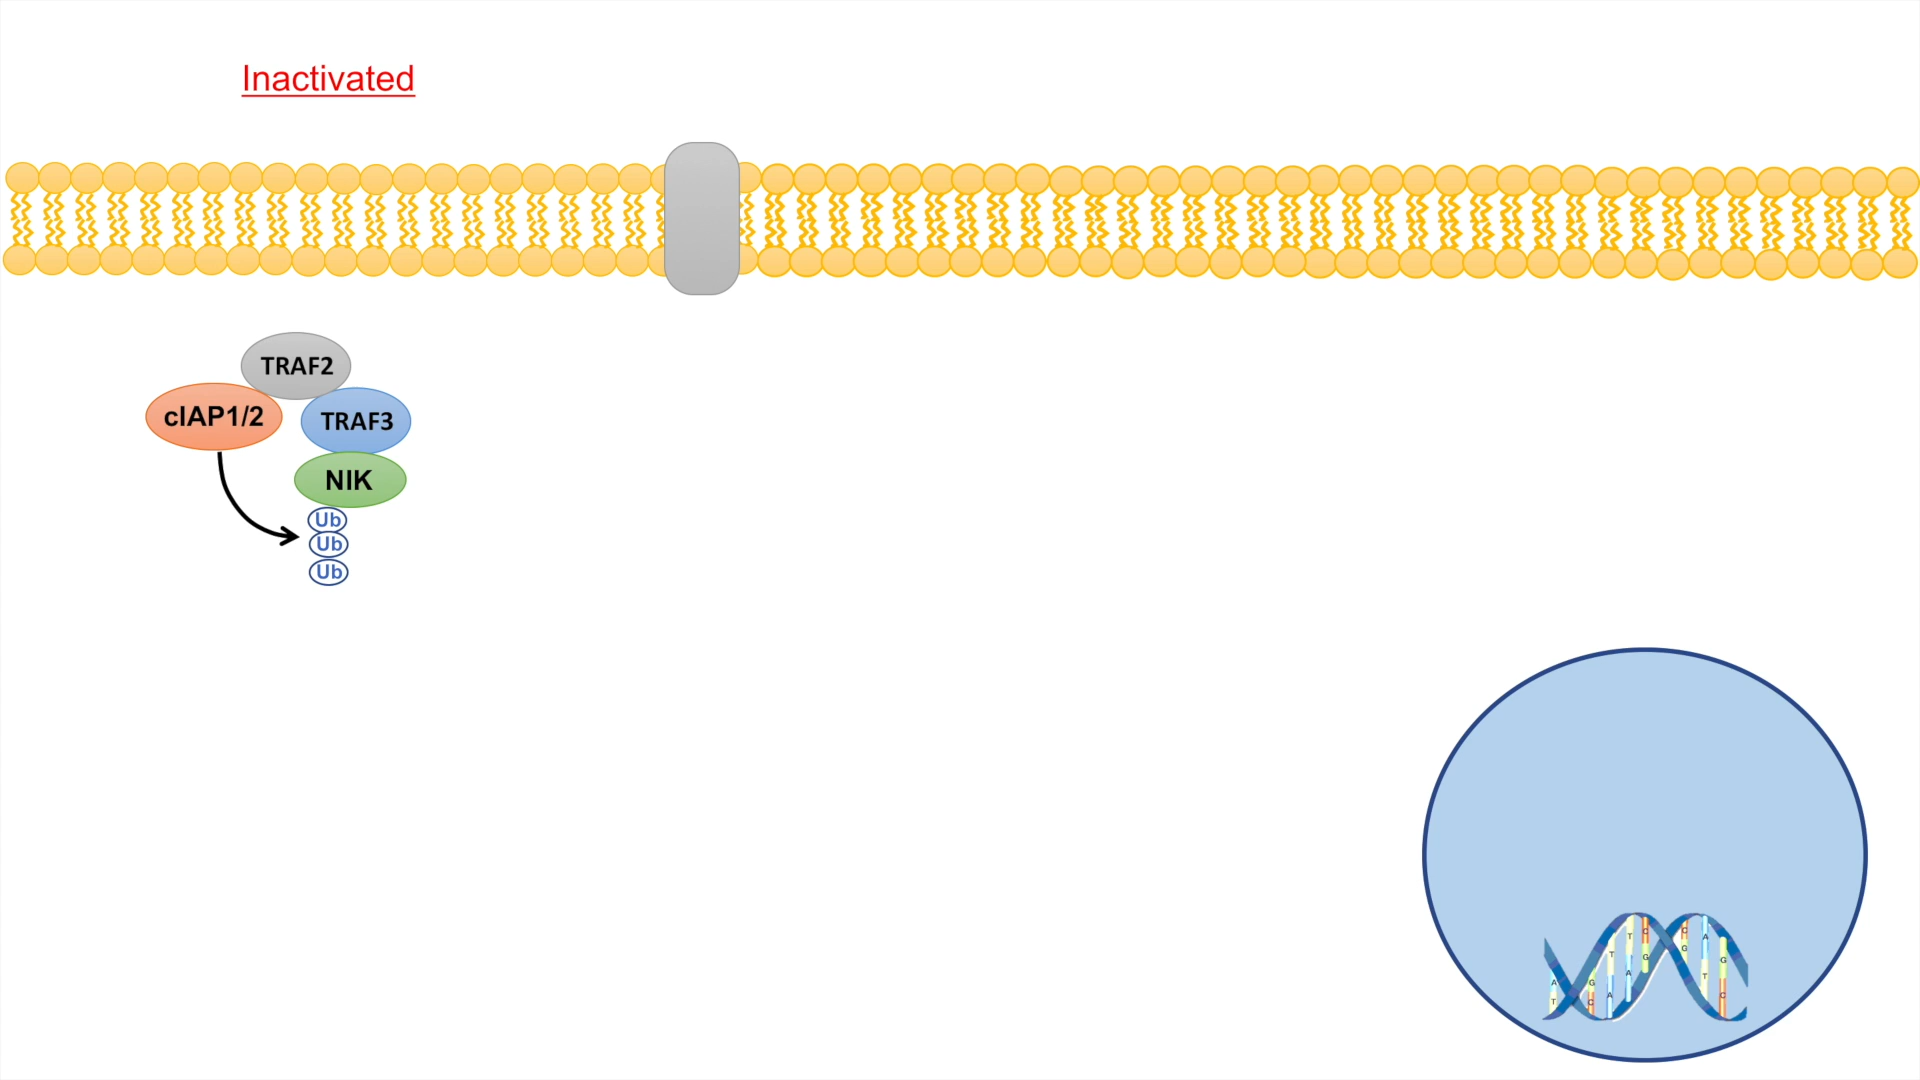 Inactivated
TRAF2
cIAP1/2
TRAF3
NIK
Ub
Ub
Ub
A
T
G
C
T
A
T
A
C
G
C
G
A
T
G
C